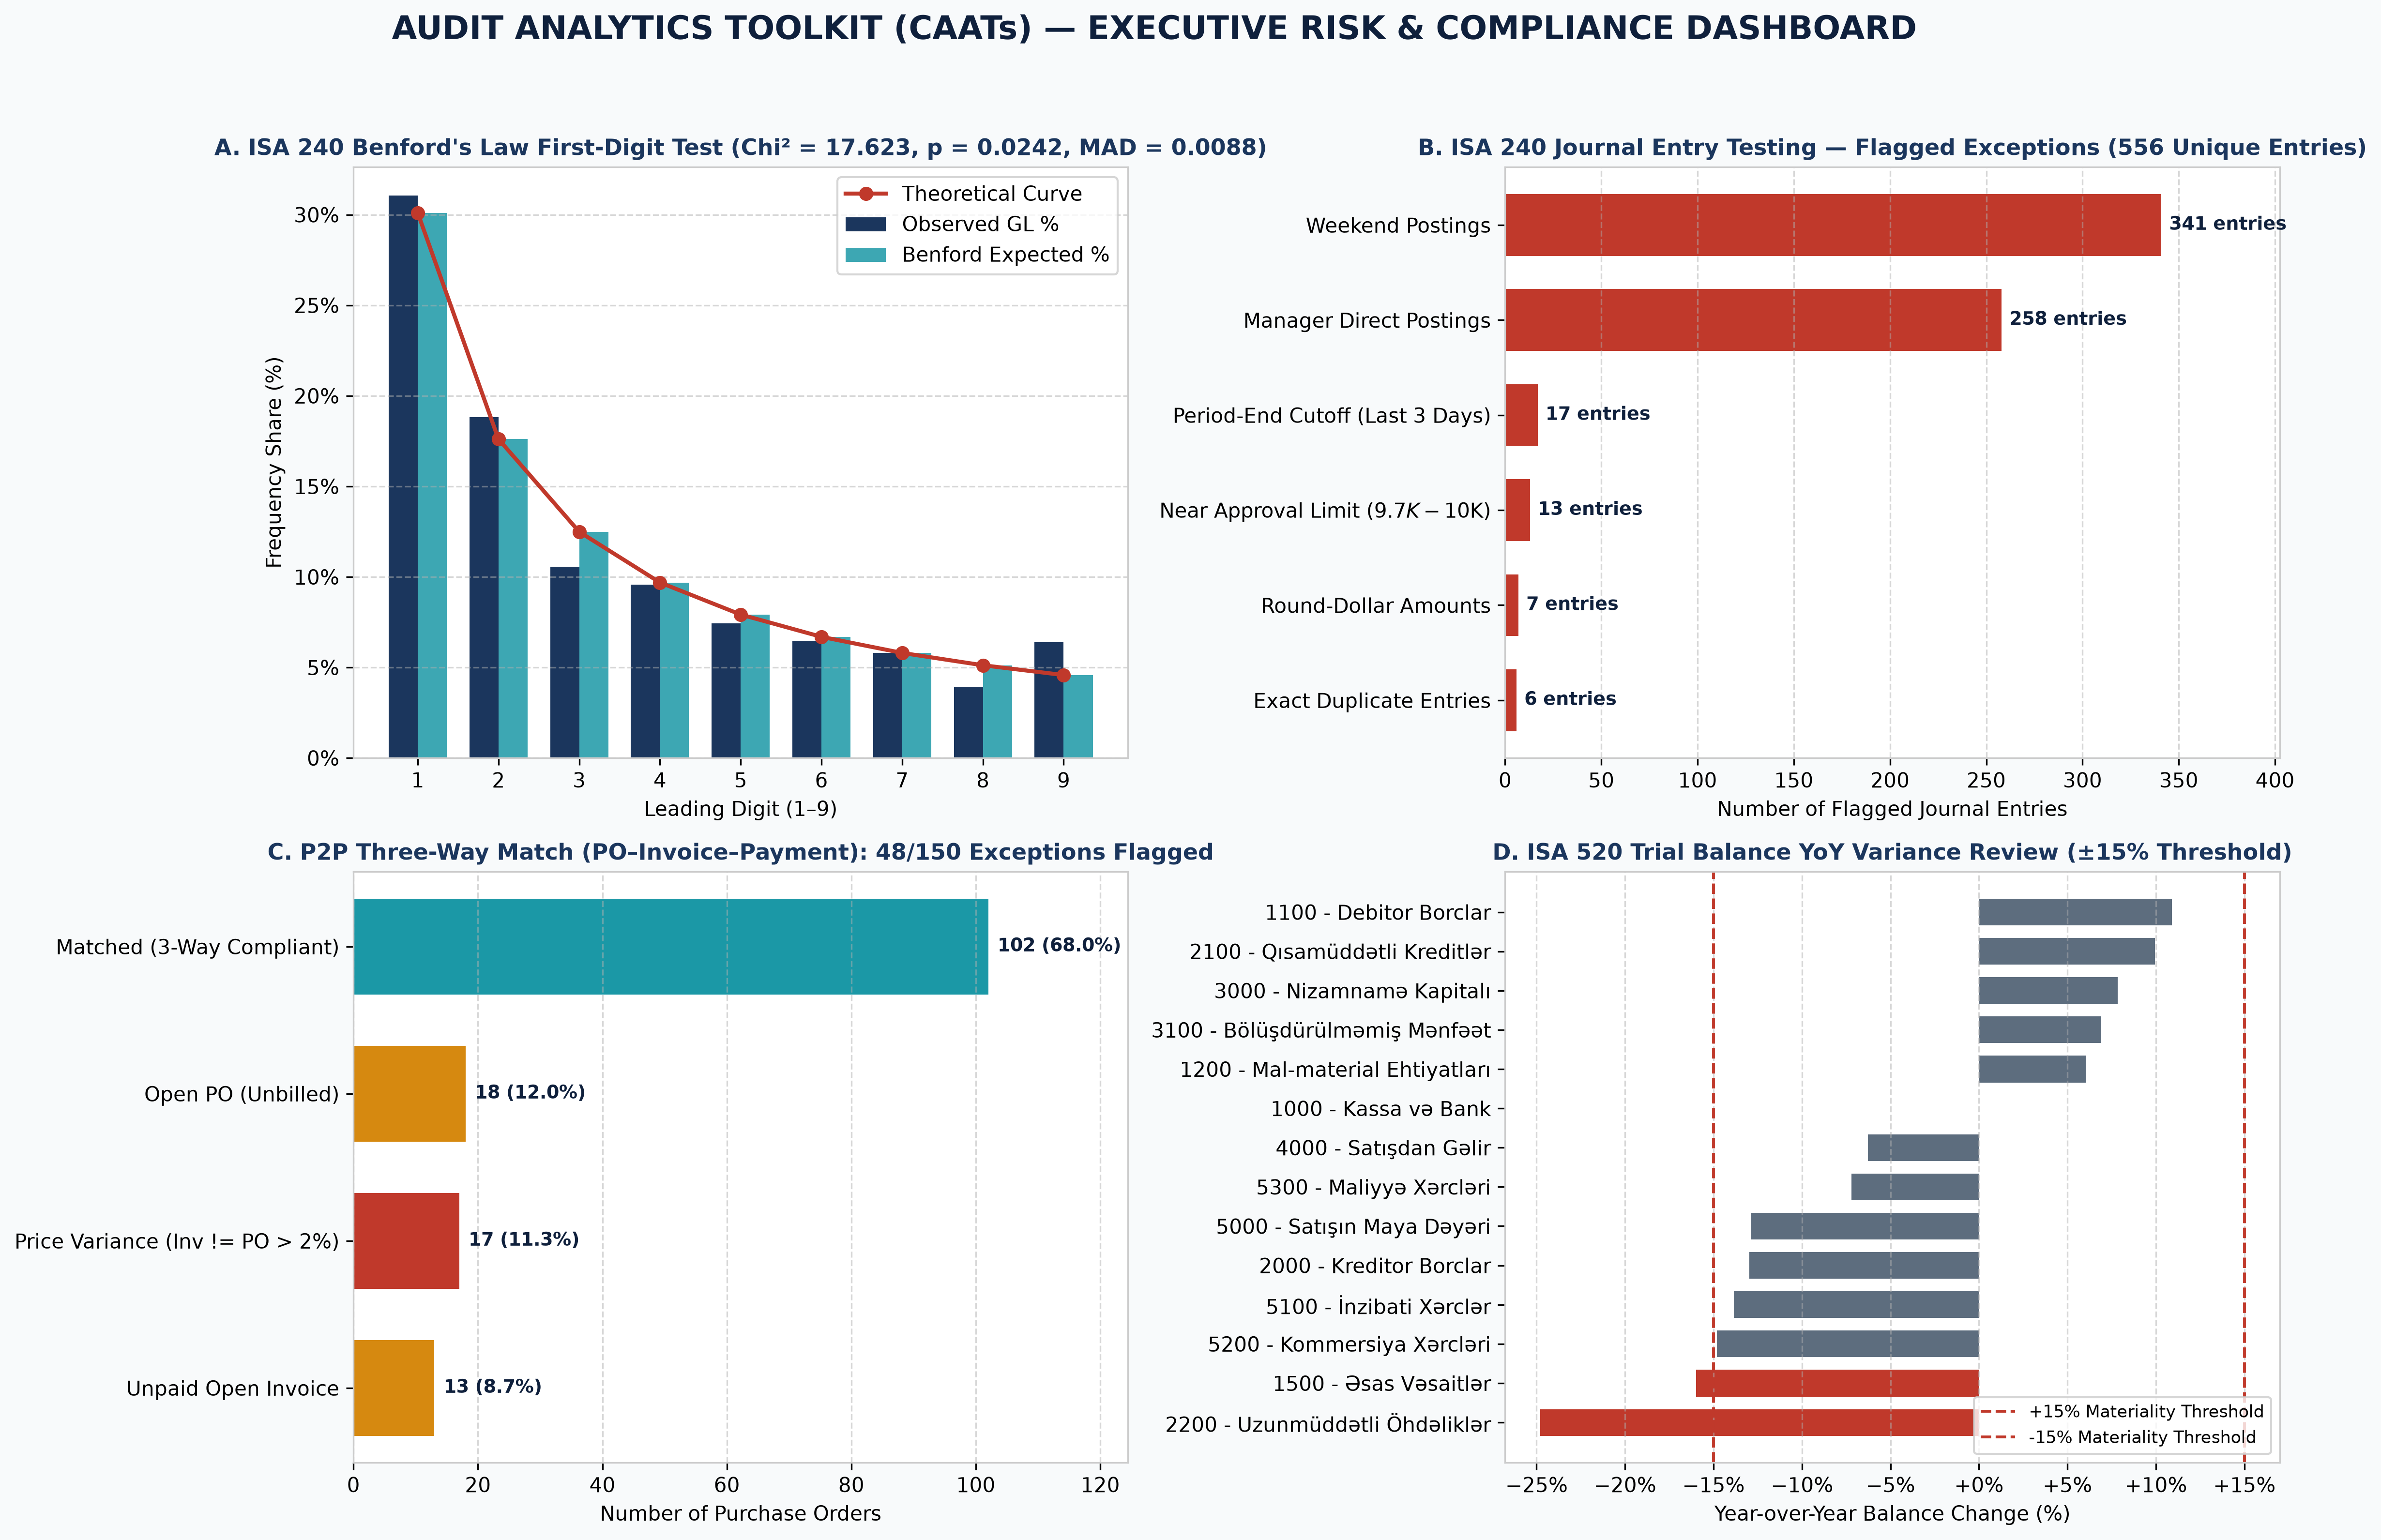 AUDIT ANALYTICS TOOLKIT (CAATs) — EXECUTIVE RISK & COMPLIANCE DASHBOARD
A. ISA 240 Benford's Law First-Digit Test (Chi² = 17.623, p = 0.0242, MAD = 0.0088)
Theoretical Curve
Observed GL %
Benford Expected %
Frequency Share (%)
30%
25%
20%
15%
10%
5%
0%
1 2 3 4 5 6 7 8 9
Leading Digit (1–9)
B. ISA 240 Journal Entry Testing — Flagged Exceptions (556 Unique Entries)
Weekend Postings 341 entries
Manager Direct Postings 258 entries
Period-End Cutoff (Last 3 Days) 17 entries
Near Approval Limit (9.7K − 10K) 13 entries
Round-Dollar Amounts 7 entries
Exact Duplicate Entries 6 entries
0 50 100 150 200 250 300 350 400
Number of Flagged Journal Entries
C. P2P Three-Way Match (PO–Invoice–Payment): 48/150 Exceptions Flagged
Matched (3-Way Compliant) 102 (68.0%)
Open PO (Unbilled) 18 (12.0%)
Price Variance (Inv != PO > 2%) 17 (11.3%)
Unpaid Open Invoice 13 (8.7%)
0 20 40 60 80 100 120
Number of Purchase Orders
D. ISA 520 Trial Balance YoY Variance Review (±15% Threshold)
1100 - Debitor Borclar
2100 - Qısamüddətli Kreditlər
3000 - Nizamnamə Kapitalı
3100 - Bölüşdürülməmiş Mənfəət
1200 - Mal-material Ehtiyatları
1000 - Kassa və Bank
4000 - Satışdan Gəlir
5300 - Maliyyə Xərcləri
5000 - Satışın Maya Dəyəri
2000 - Kreditor Borclar
5100 - İnzibati Xərclər
5200 - Kommersiya Xərcləri
1500 - Əsas Vəsaitlər
2200 - Uzunmüddətli Öhdəliklər
+15% Materiality Threshold
-15% Materiality Threshold
−25% −20% −15% −10% −5% +0% +5% +10% +15%
Year-over-Year Balance Change (%)